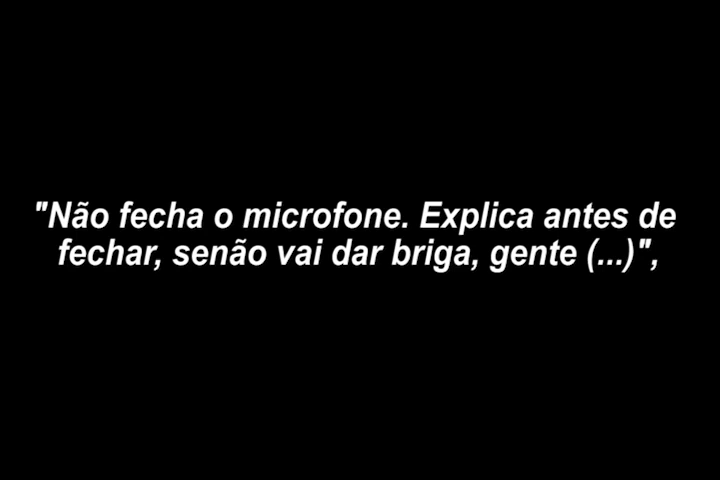 "Não fecha o microfone. Explica antes de
fechar, senão vai dar briga, gente (...)",